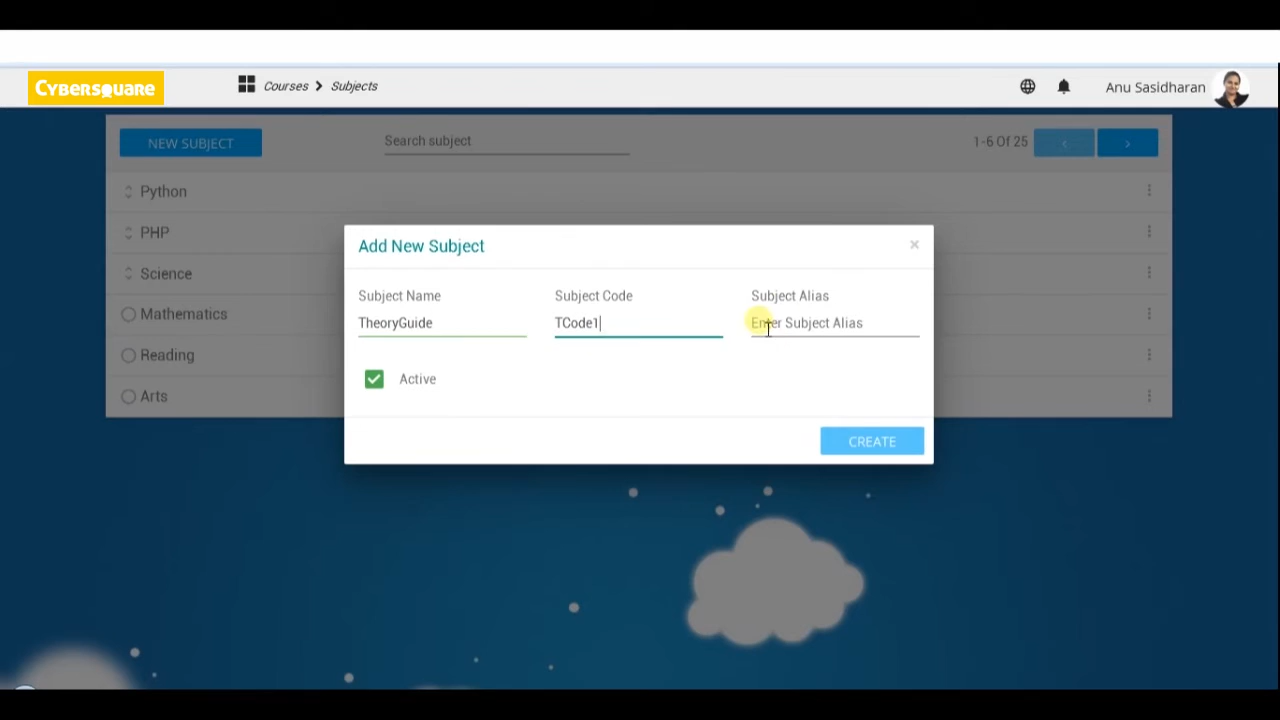 CYBERSQUARE
Courses > Subjects
Anu Sasidharan
NEW SUBJECT
Search subject
1-6 Of 25
‹ ›
Python
PHP
Science
Mathematics
Reading
Arts
Add New Subject ×
Subject Name Subject Code Subject Alias
TheoryGuide TCode1 Enter Subject Alias
Active
CREATE